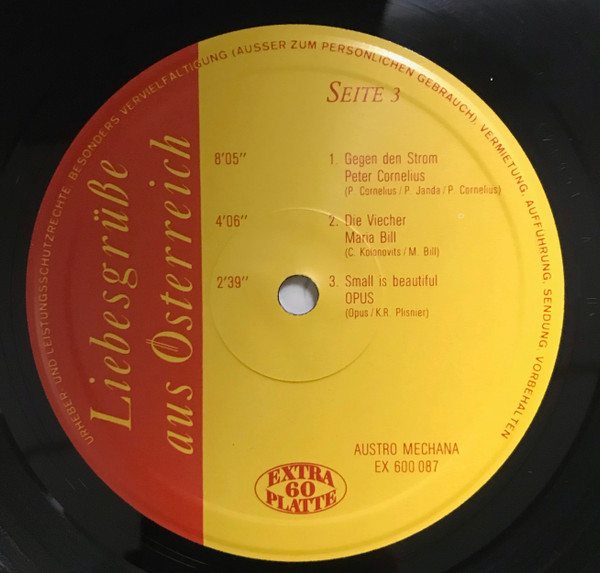 URHEBER UND LEISTUNGSSCHUTZRECHTE, BESONDERS VERVIELFÄLTIGUNG (AUSSER ZUM PERSÖNLICHEN GEBRAUCH), VERMIETUNG, AUFFÜHRUNG, SENDUNG, VORBEHALTEN
Liebesgrüße
aus Österreich
SEITE 3
8'05" 1. Gegen den Strom
Peter Cornelius
(P. Cornelius/P. Janda/P. Cornelius)
4'06" 2. Die Viecher
Maria Bill
(C. Kolonovits/M. Bill)
2'39" 3. Small is beautiful
OPUS
(Opus/K.R. Plisnier)
AUSTRO MECHANA
EX 600 087
EXTRA
60
PLATTE